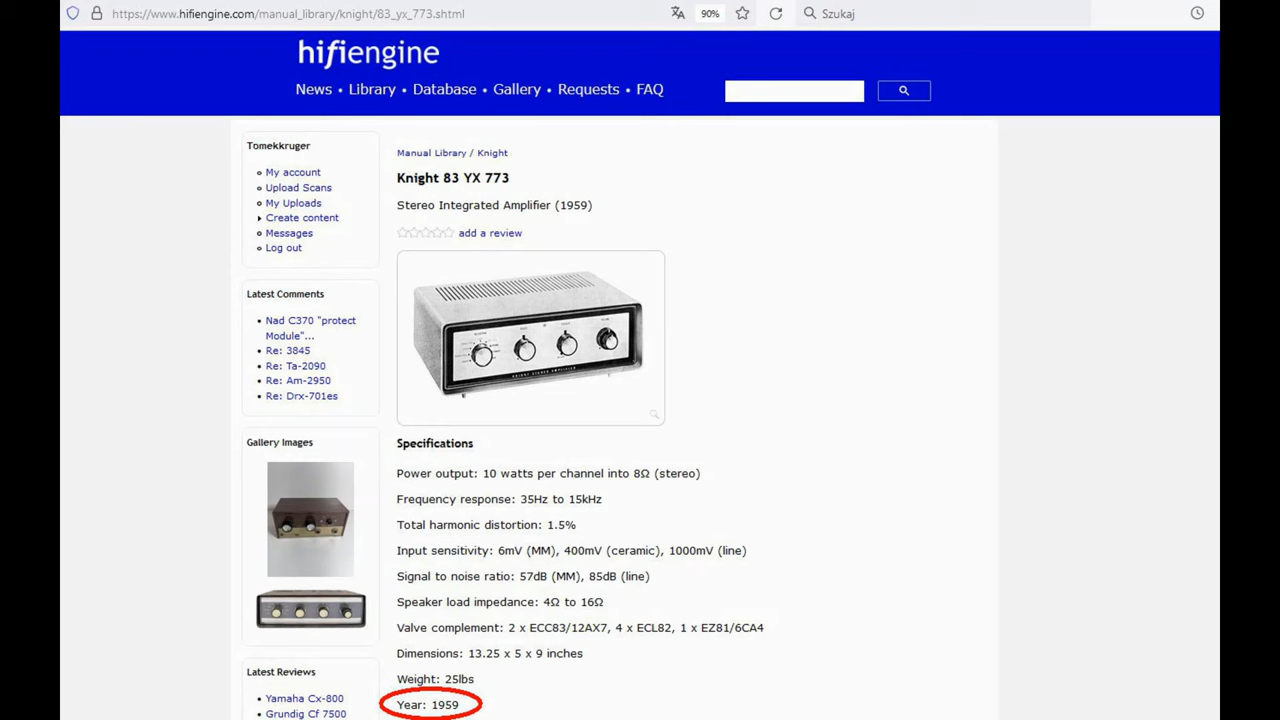 https://www.hifiengine.com/manual_library/knight/83_yx_773.shtml
90%
Szukaj
hifiengine
News • Library • Database • Gallery • Requests • FAQ
Tomekkruger
My account
Upload Scans
My Uploads
Create content
Messages
Log out
Latest Comments
Nad C370 "protect
Module"...
Re: 3845
Re: Ta-2090
Re: Am-2950
Re: Drx-701es
Gallery Images
Latest Reviews
Yamaha Cx-800
Grundig Cf 7500
Manual Library / Knight
Knight 83 YX 773
Stereo Integrated Amplifier (1959)
add a review
KNIGHT STEREO AMPLIFIER
Specifications
Power output: 10 watts per channel into 8Ω (stereo)
Frequency response: 35Hz to 15kHz
Total harmonic distortion: 1.5%
Input sensitivity: 6mV (MM), 400mV (ceramic), 1000mV (line)
Signal to noise ratio: 57dB (MM), 85dB (line)
Speaker load impedance: 4Ω to 16Ω
Valve complement: 2 x ECC83/12AX7, 4 x ECL82, 1 x EZ81/6CA4
Dimensions: 13.25 x 5 x 9 inches
Weight: 25lbs
Year: 1959